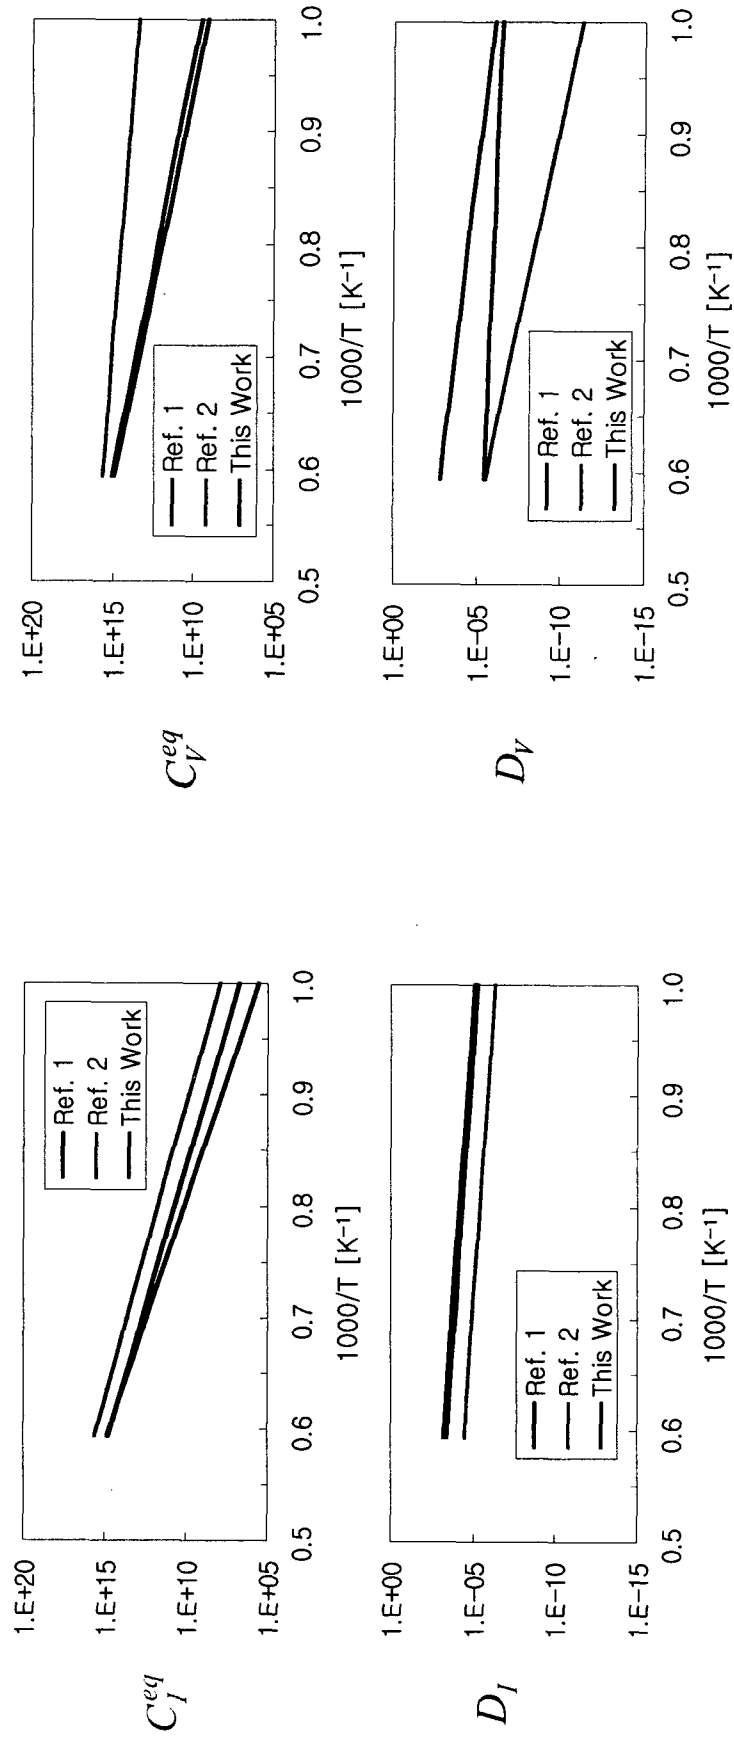 C_I^eq
1.E+20
1.E+15
1.E+10
1.E+05
Ref. 1
Ref. 2
This Work
0.5 0.6 0.7 0.8 0.9 1.0
1000/T [K⁻¹]
C_V^eq
1.E+20
1.E+15
1.E+10
1.E+05
Ref. 1
Ref. 2
This Work
0.5 0.6 0.7 0.8 0.9 1.0
1000/T [K⁻¹]
D_I
1.E+00
1.E−05
1.E−10
1.E−15
Ref. 1
Ref. 2
This Work
0.5 0.6 0.7 0.8 0.9 1.0
1000/T [K⁻¹]
D_V
1.E+00
1.E−05
1.E−10
1.E−15
Ref. 1
Ref. 2
This Work
0.5 0.6 0.7 0.8 0.9 1.0
1000/T [K⁻¹]